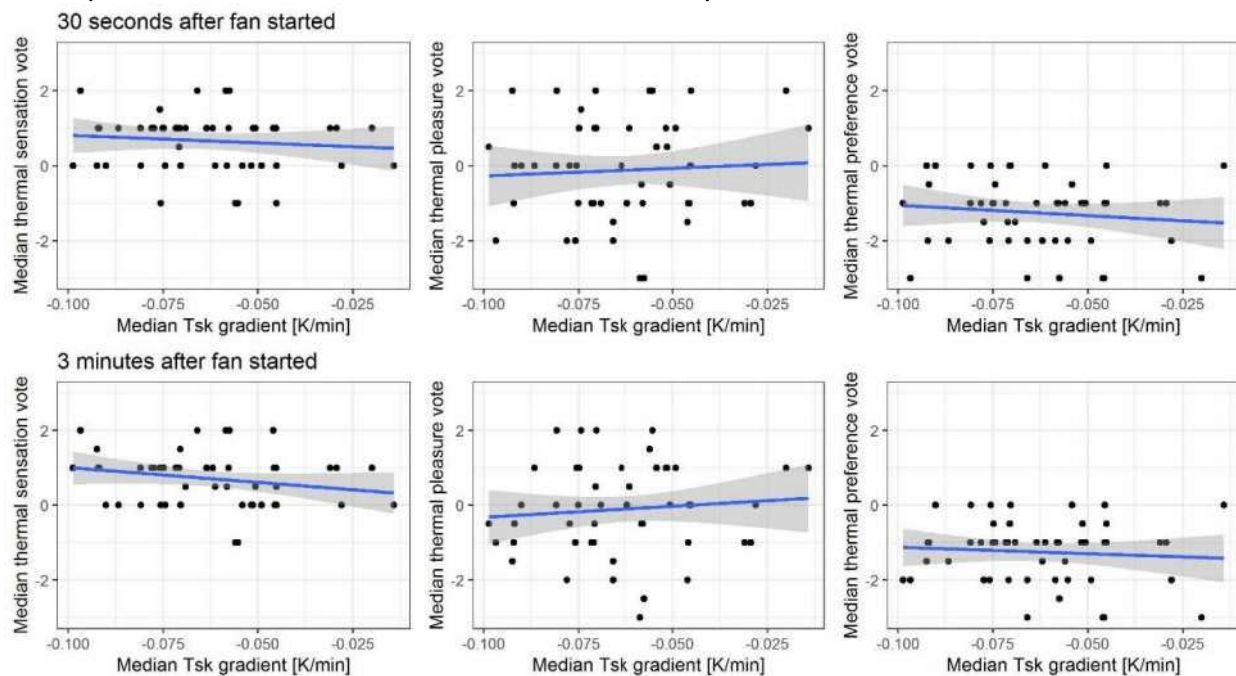 30 seconds after fan started
Median thermal sensation vote
2
0
-2
-0.100 -0.075 -0.050 -0.025
Median Tsk gradient [K/min]
Median thermal pleasure vote
2
0
-2
-0.100 -0.075 -0.050 -0.025
Median Tsk gradient [K/min]
Median thermal preference vote
2
0
-2
-0.100 -0.075 -0.050 -0.025
Median Tsk gradient [K/min]
3 minutes after fan started
Median thermal sensation vote
2
0
-2
-0.100 -0.075 -0.050 -0.025
Median Tsk gradient [K/min]
Median thermal pleasure vote
2
0
-2
-0.100 -0.075 -0.050 -0.025
Median Tsk gradient [K/min]
Median thermal preference vote
2
0
-2
-0.100 -0.075 -0.050 -0.025
Median Tsk gradient [K/min]